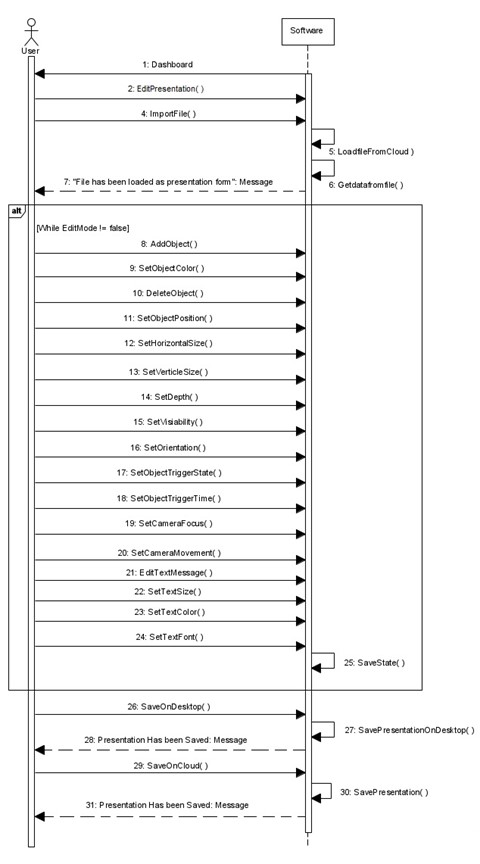 User
Software
1: Dashboard
2: EditPresentation( )
4: ImportFile( )
5: LoadfileFromCloud )
6: Getdatafromfile( )
7: "File has been loaded as presentation form": Message
alt
[While EditMode != false]
8: AddObject( )
9: SetObjectColor( )
10: DeleteObject( )
11: SetObjectPosition( )
12: SetHorizontalSize( )
13: SetVerticleSize( )
14: SetDepth( )
15: SetVisiability( )
16: SetOrientation( )
17: SetObjectTriggerState( )
18: SetObjectTriggerTime( )
19: SetCameraFocus( )
20: SetCameraMovement( )
21: EditTextMessage( )
22: SetTextSize( )
23: SetTextColor( )
24: SetTextFont( )
25: SaveState( )
26: SaveOnDesktop( )
27: SavePresentationOnDesktop( )
28: Presentation Has been Saved: Message
29: SaveOnCloud( )
30: SavePresentation( )
31: Presentation Has been Saved: Message